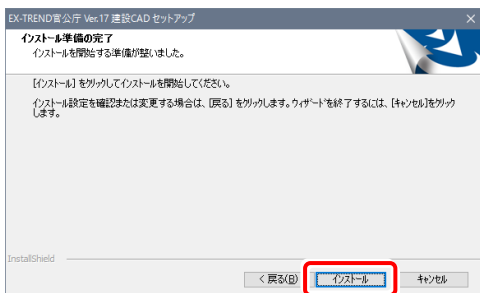 EX-TREND官公庁 Ver.17 建設CAD セットアップ
インストール準備の完了
インストールを開始する準備が整いました。
[インストール] をクリックしてインストールを開始してください。
インストール設定を確認または変更する場合は、[戻る] をクリックします。ウィザードを終了するには、[キャンセル]をクリック
します。
InstallShield
< 戻る(B)
インストール
キャンセル